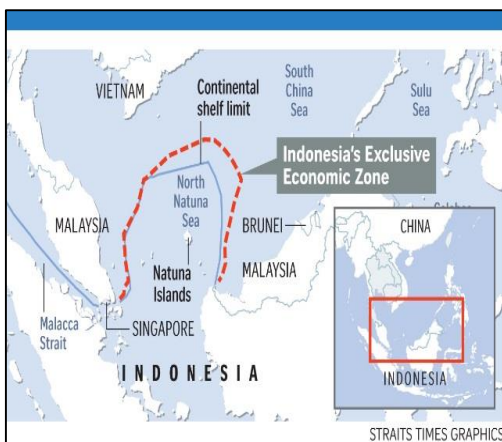 VIETNAM
Continental
shelf limit
South
China
Sea
Sulu
Sea
Indonesia's Exclusive
Economic Zone
North
Natuna
Sea
MALAYSIA
BRUNEI
CHINA
Natuna
Islands
MALAYSIA
Malacca
Strait
SINGAPORE
INDONESIA
INDONESIA
STRAITS TIMES GRAPHICS